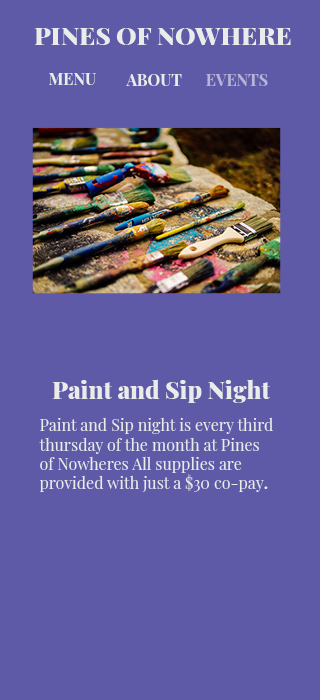 PINES OF NOWHERE
MENU ABOUT EVENTS
Paint and Sip Night
Paint and Sip night is every third
thursday of the month at Pines
of Nowheres All supplies are
provided with just a $30 co-pay.